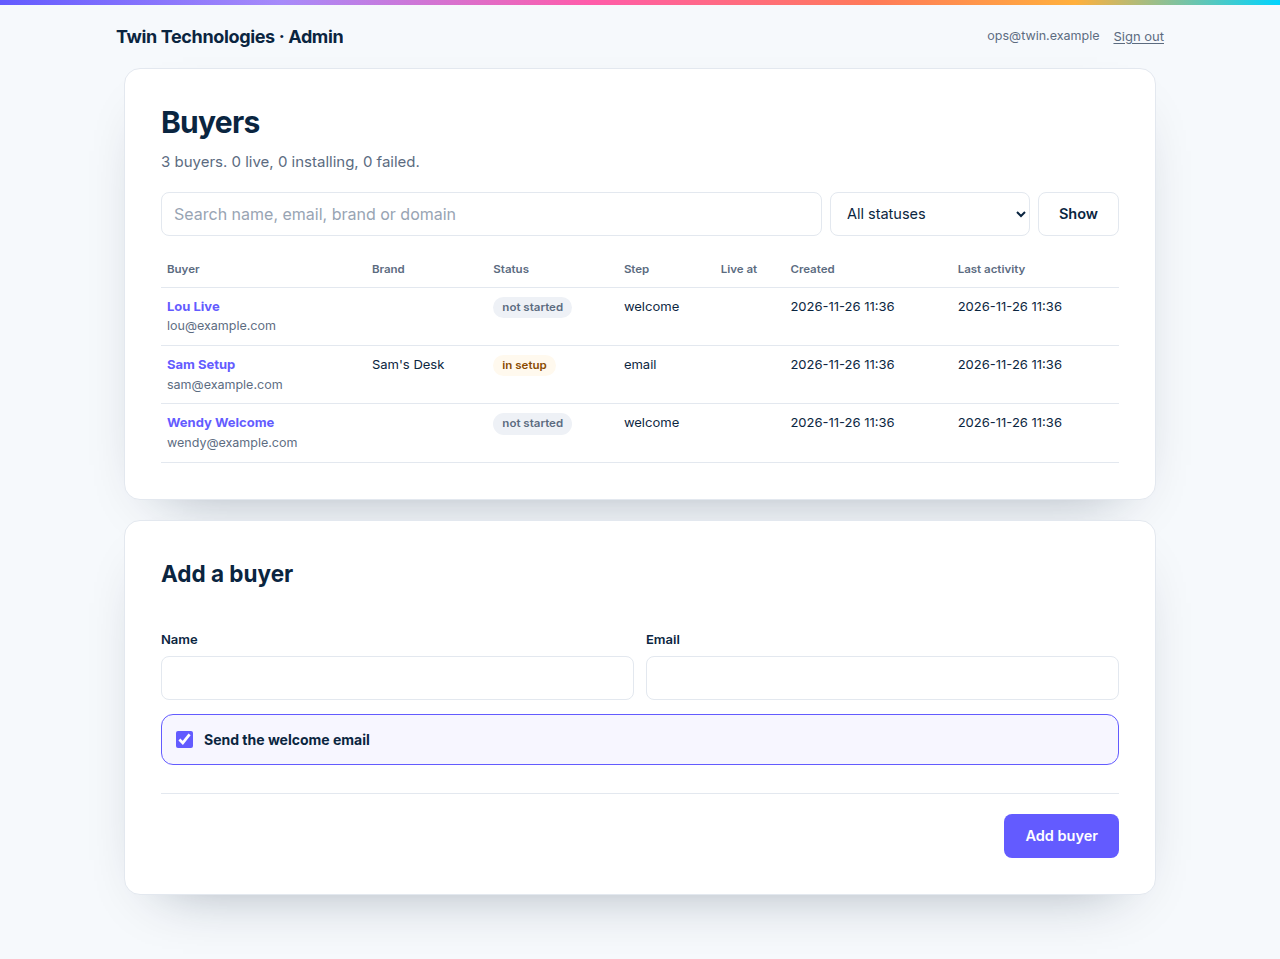 Twin Technologies · Admin
ops@twin.example Sign out
Buyers
3 buyers. 0 live, 0 installing, 0 failed.
Search name, email, brand or domain All statuses Show
Buyer Brand Status Step Live at Created Last activity
Lou Live not started welcome 2026-11-26 11:36 2026-11-26 11:36
lou@example.com
Sam Setup Sam's Desk in setup email 2026-11-26 11:36 2026-11-26 11:36
sam@example.com
Wendy Welcome not started welcome 2026-11-26 11:36 2026-11-26 11:36
wendy@example.com
Add a buyer
Name Email
Send the welcome email
Add buyer